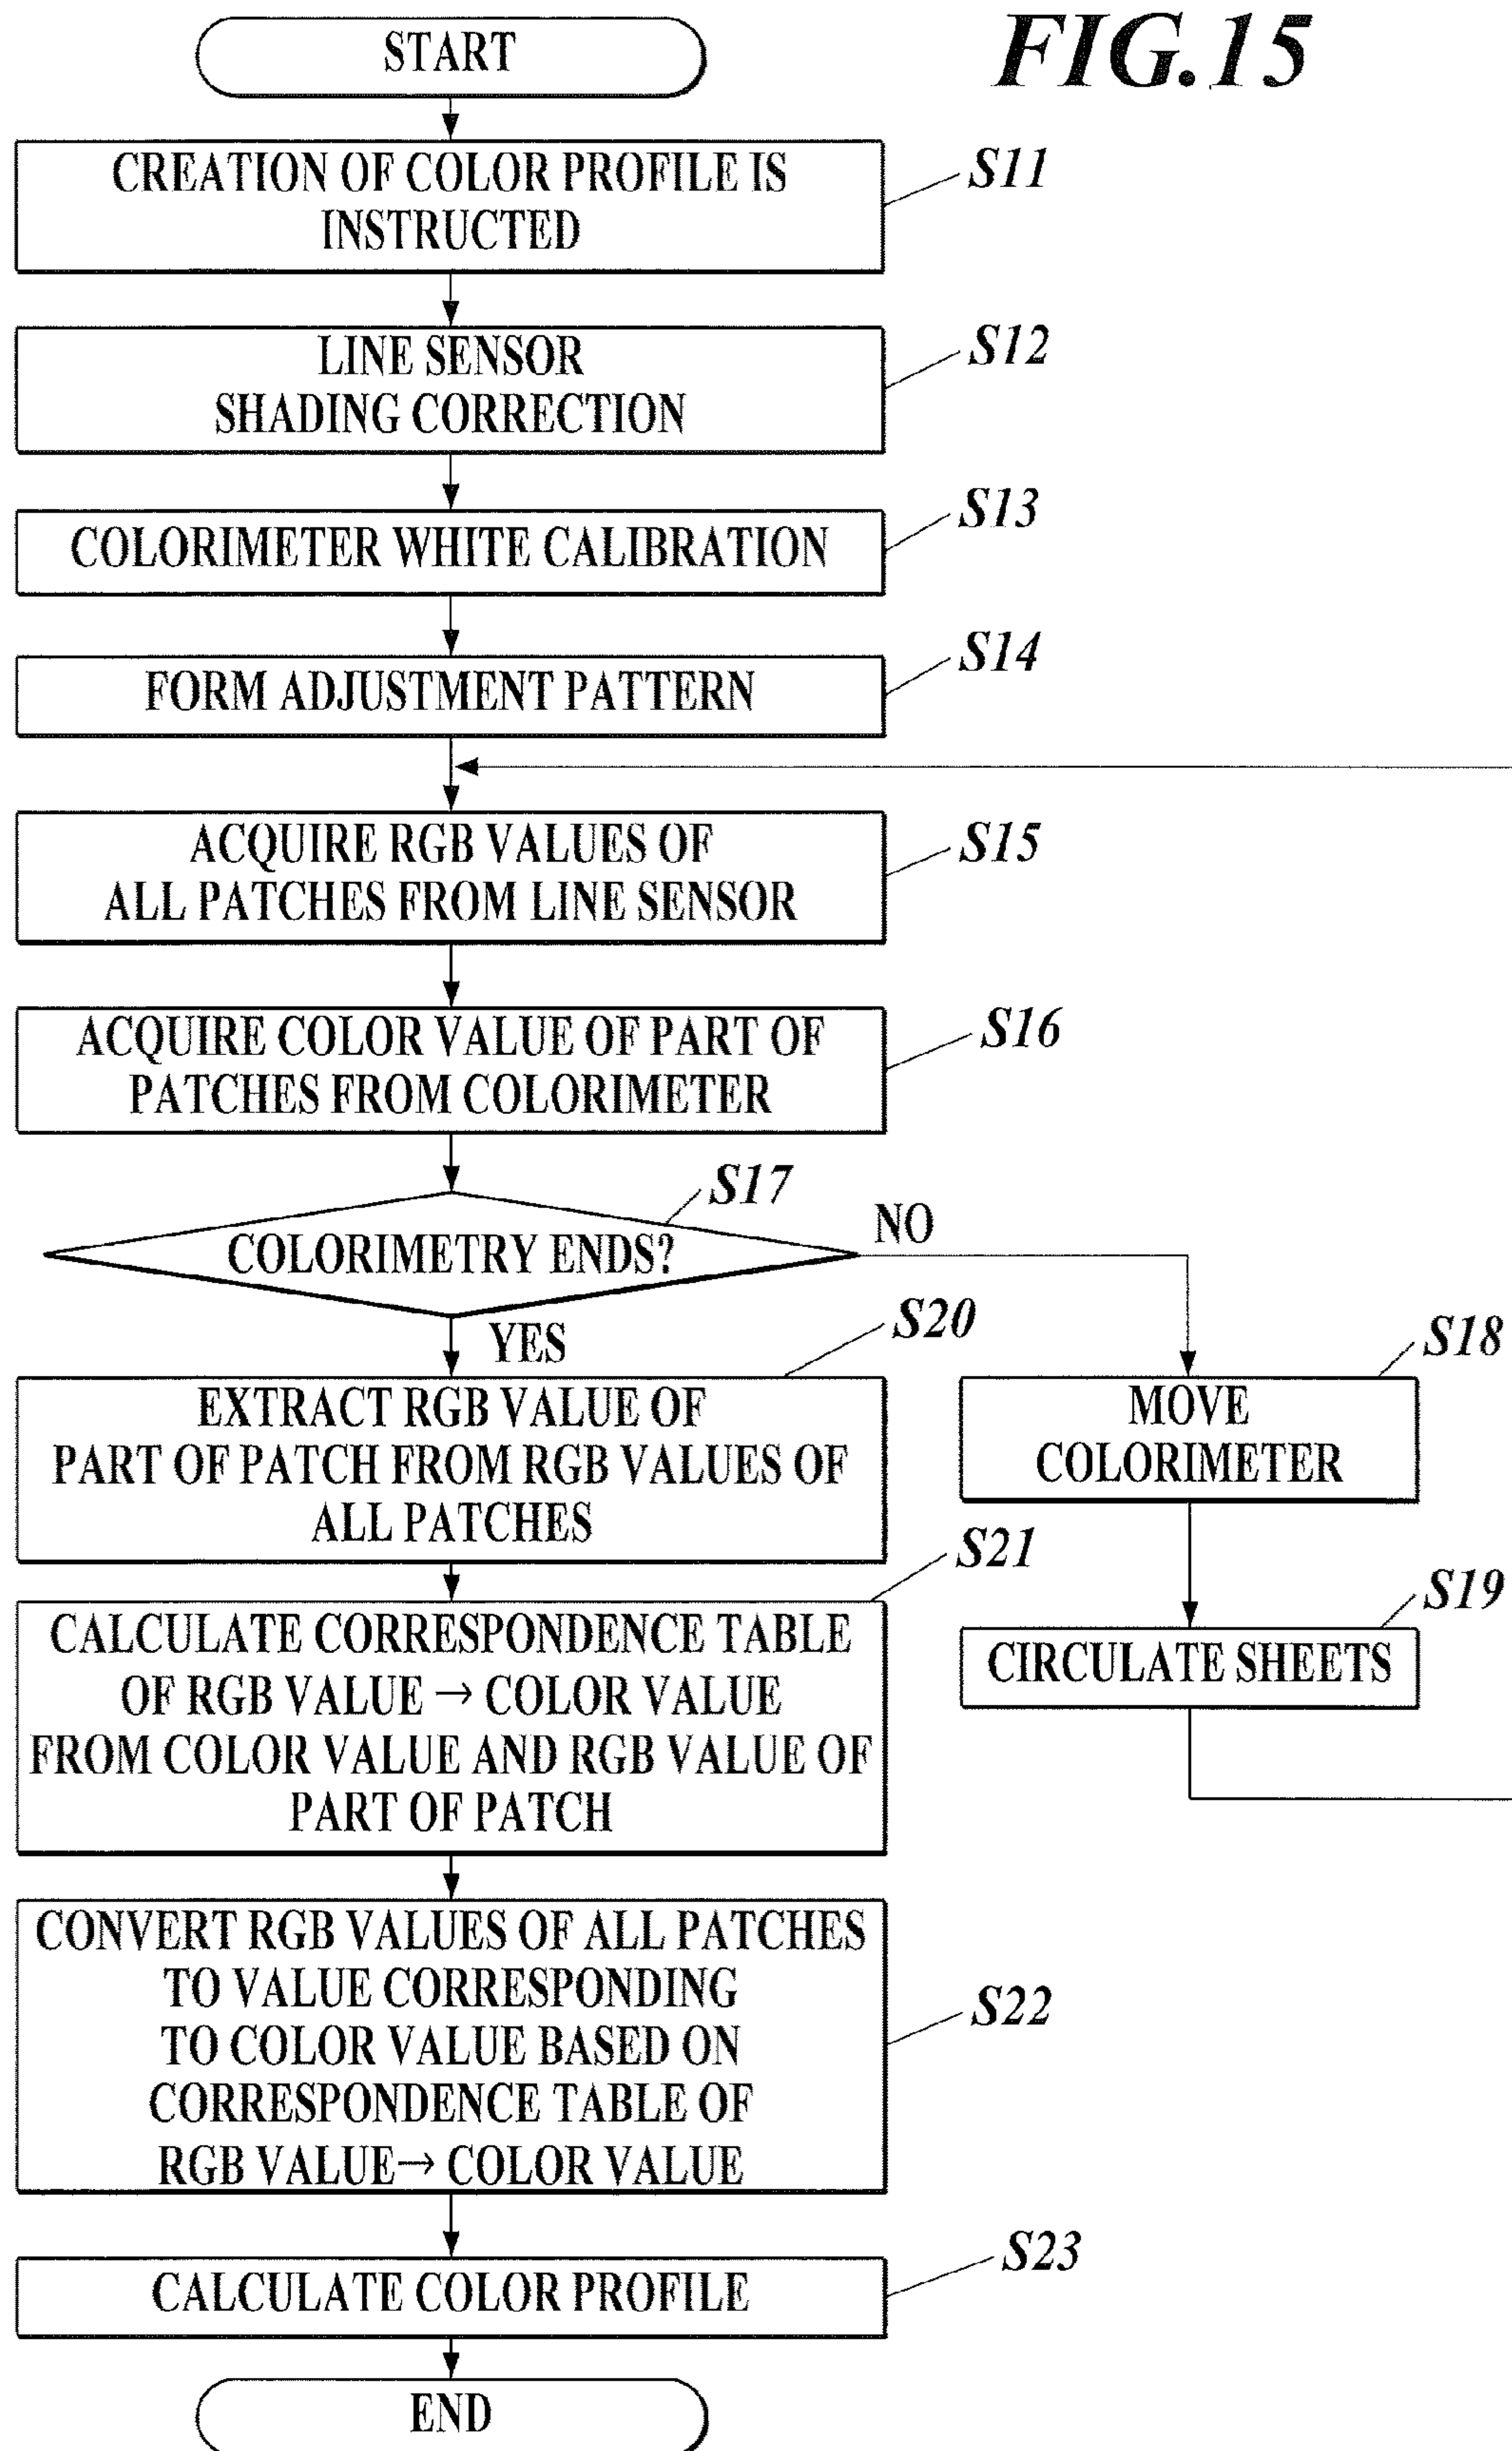 FIG.15
START
CREATION OF COLOR PROFILE IS
INSTRUCTED
S11
LINE SENSOR
SHADING CORRECTION
S12
COLORIMETER WHITE CALIBRATION
S13
FORM ADJUSTMENT PATTERN
S14
ACQUIRE RGB VALUES OF
ALL PATCHES FROM LINE SENSOR
S15
ACQUIRE COLOR VALUE OF PART OF
PATCHES FROM COLORIMETER
S16
COLORIMETRY ENDS?
S17
NO
YES
MOVE
COLORIMETER
S18
CIRCULATE SHEETS
S19
EXTRACT RGB VALUE OF
PART OF PATCH FROM RGB VALUES OF
ALL PATCHES
S20
CALCULATE CORRESPONDENCE TABLE
OF RGB VALUE → COLOR VALUE
FROM COLOR VALUE AND RGB VALUE OF
PART OF PATCH
S21
CONVERT RGB VALUES OF ALL PATCHES
TO VALUE CORRESPONDING
TO COLOR VALUE BASED ON
CORRESPONDENCE TABLE OF
RGB VALUE→ COLOR VALUE
S22
CALCULATE COLOR PROFILE
S23
END